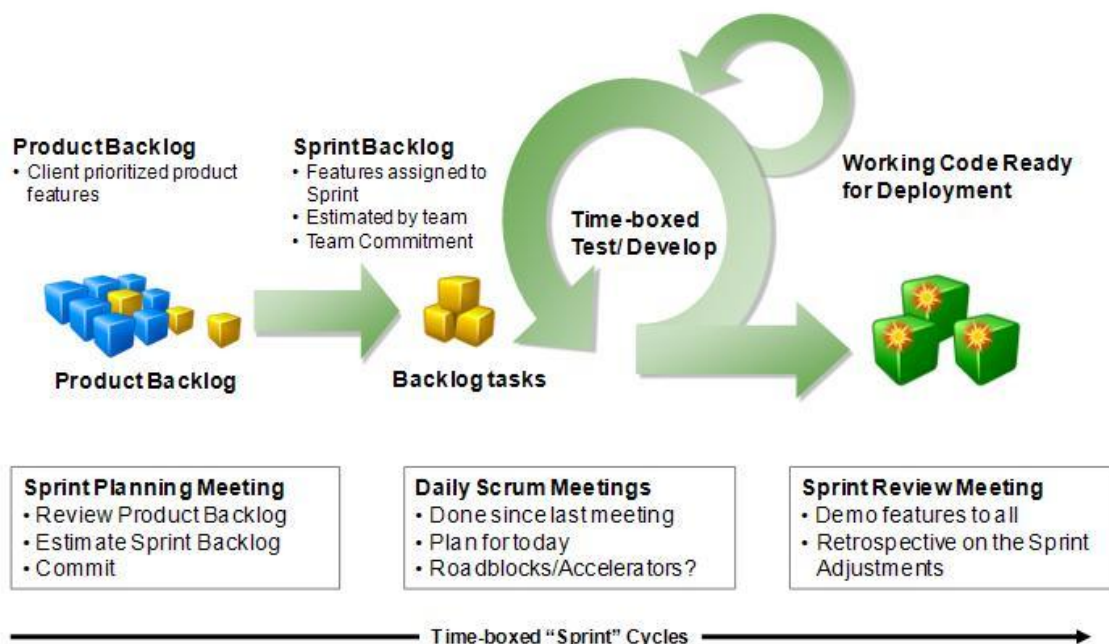 Product Backlog
• Client prioritized product
features
Sprint Backlog
• Features assigned to
Sprint
• Estimated by team
• Team Commitment
Time-boxed
Test/ Develop
Working Code Ready
for Deployment
Product Backlog
Backlog tasks
Sprint Planning Meeting
• Review Product Backlog
• Estimate Sprint Backlog
• Commit
Daily Scrum Meetings
• Done since last meeting
• Plan for today
• Roadblocks/Accelerators?
Sprint Review Meeting
• Demo features to all
• Retrospective on the Sprint
Adjustments
Time-boxed “Sprint” Cycles